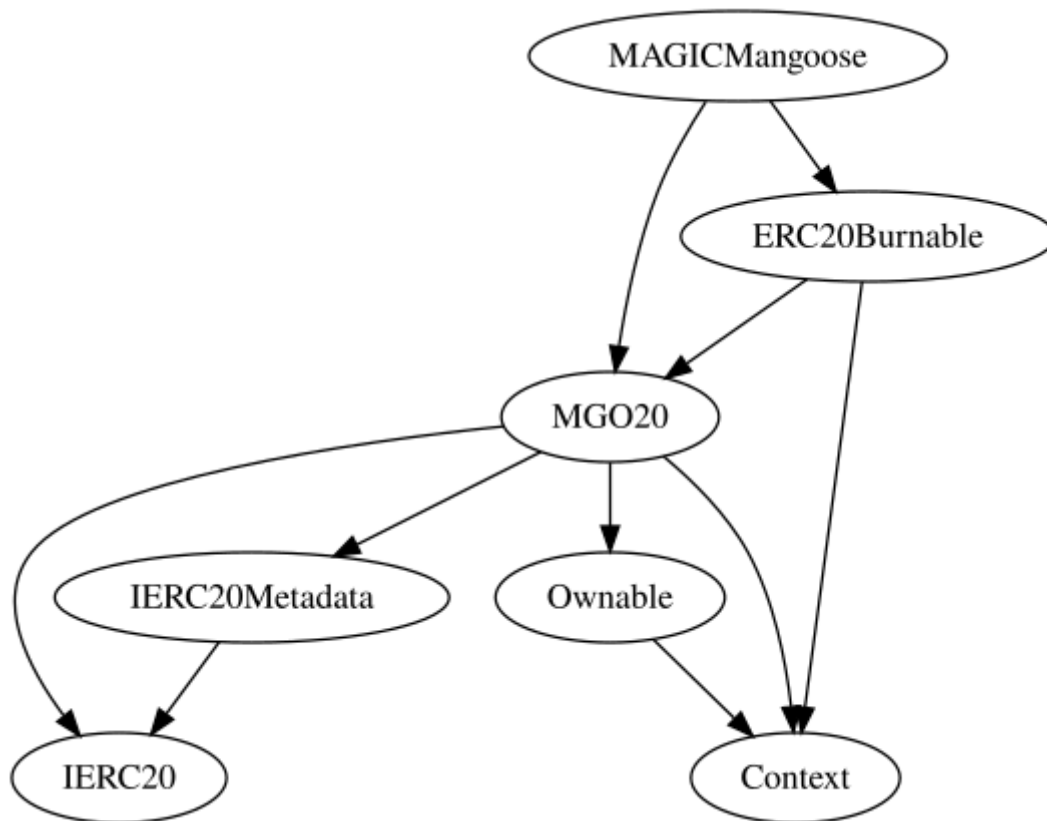 MAGICMangoose
ERC20Burnable
MGO20
IERC20Metadata
Ownable
IERC20
Context